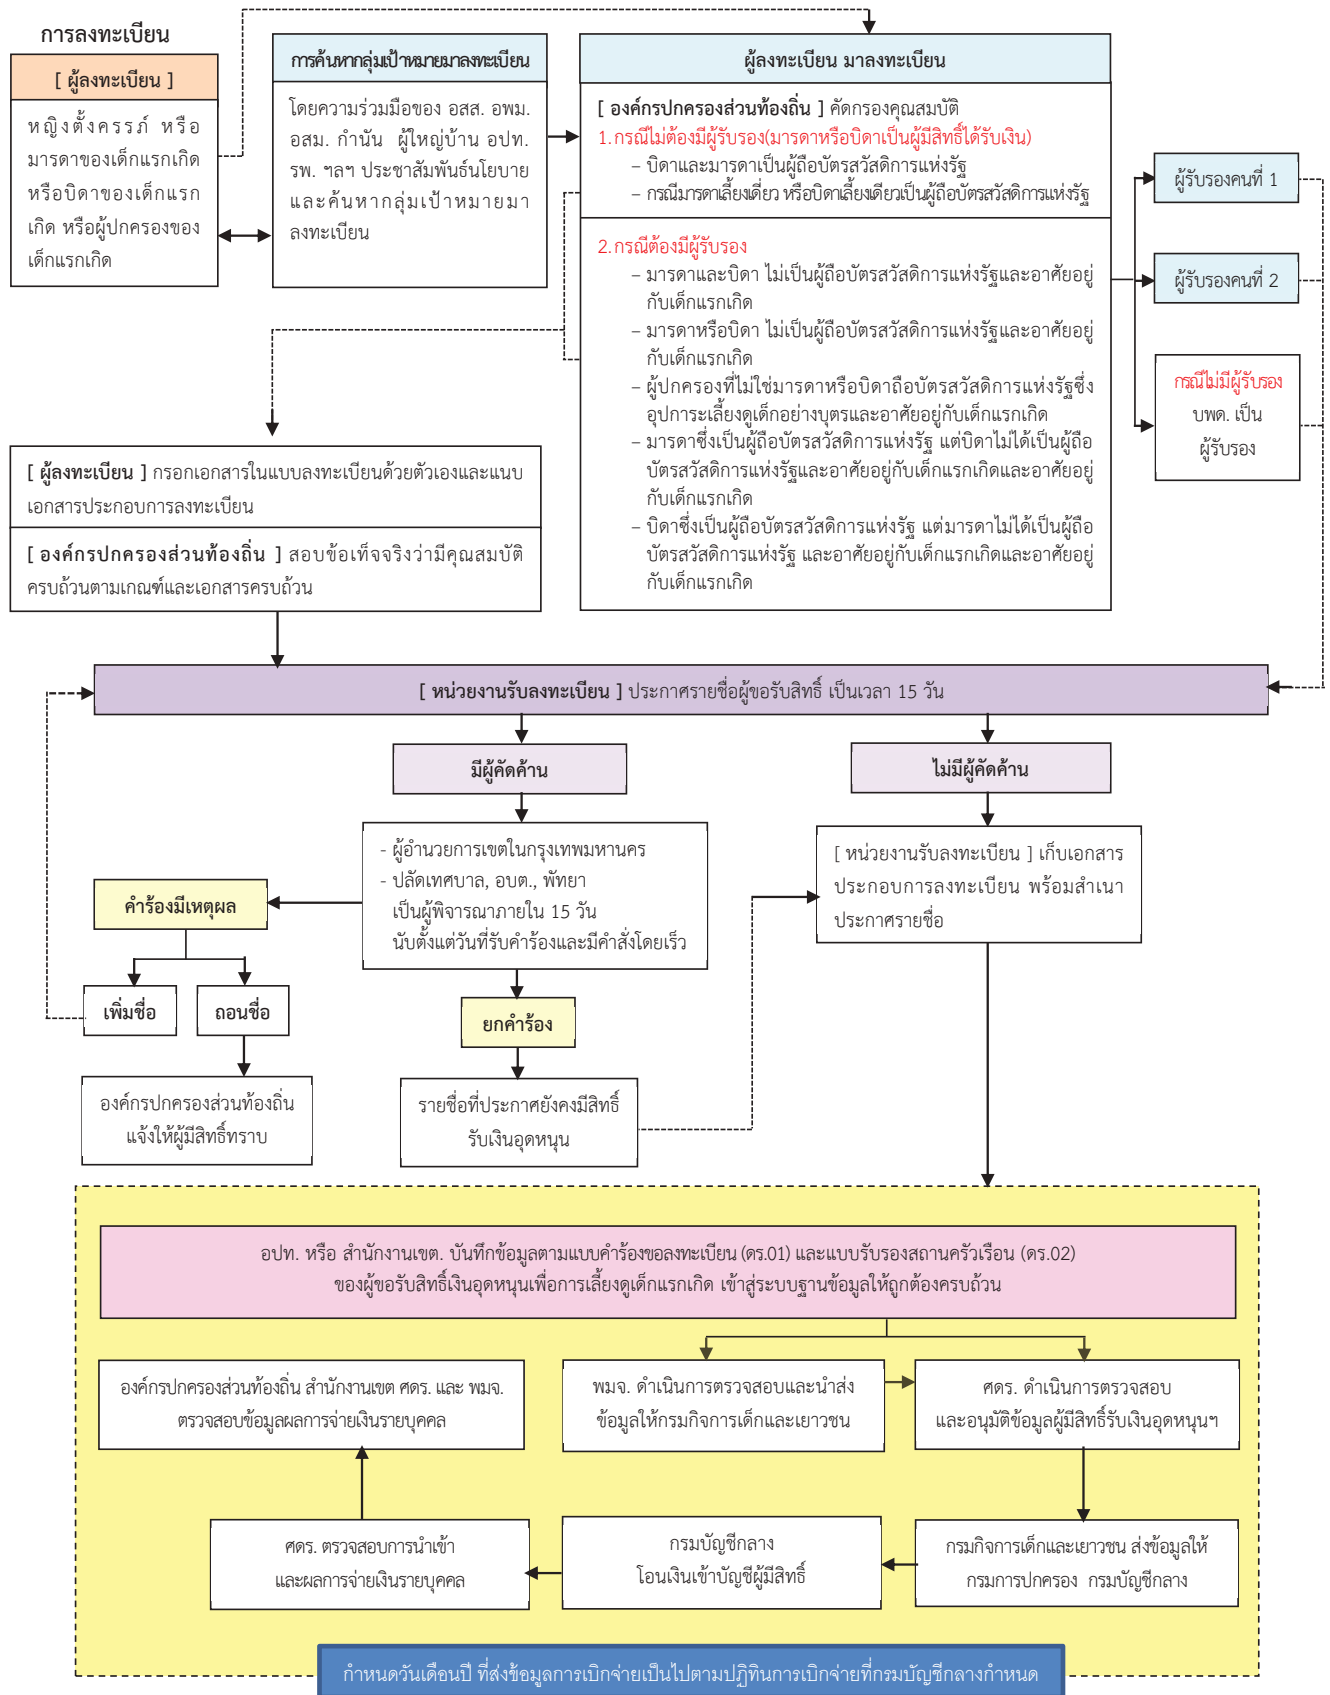 การลงทะเบียน
[ ผู้ลงทะเบียน ]
หญิงตั้งครรภ์ หรือ
มารดาของเด็กแรกเกิด
หรือบิดาของเด็กแรก
เกิด หรือผู้ปกครองของ
เด็กแรกเกิด
การค้นหากลุ่มเป้าหมายมาลงทะเบียน
โดยความร่วมมือของ อสส. อพม.
อสม. กำนัน ผู้ใหญ่บ้าน อปท.
รพ. ฯลฯ ประชาสัมพันธ์นโยบาย
และค้นหากลุ่มเป้าหมายมา
ลงทะเบียน
ผู้ลงทะเบียน มาลงทะเบียน
[ องค์กรปกครองส่วนท้องถิ่น ] คัดกรองคุณสมบัติ
1.กรณีไม่ต้องมีผู้รับรอง(มารดาหรือบิดาเป็นผู้มีสิทธิ์ได้รับเงิน)
– บิดาและมารดาเป็นผู้ถือบัตรสวัสดิการแห่งรัฐ
– กรณีมารดาเลี้ยงเดี่ยว หรือบิดาเลี้ยงเดียวเป็นผู้ถือบัตรสวัสดิการแห่งรัฐ
2.กรณีต้องมีผู้รับรอง
– มารดาและบิดา ไม่เป็นผู้ถือบัตรสวัสดิการแห่งรัฐและอาศัยอยู่
กับเด็กแรกเกิด
– มารดาหรือบิดา ไม่เป็นผู้ถือบัตรสวัสดิการแห่งรัฐและอาศัยอยู่
กับเด็กแรกเกิด
– ผู้ปกครองที่ไม่ใช่มารดาหรือบิดาถือบัตรสวัสดิการแห่งรัฐซึ่ง
อุปการะเลี้ยงดูเด็กอย่างบุตรและอาศัยอยู่กับเด็กแรกเกิด
– มารดาซึ่งเป็นผู้ถือบัตรสวัสดิการแห่งรัฐ แต่บิดาไม่ได้เป็นผู้ถือ
บัตรสวัสดิการแห่งรัฐและอาศัยอยู่กับเด็กแรกเกิดและอาศัยอยู่
กับเด็กแรกเกิด
– บิดาซึ่งเป็นผู้ถือบัตรสวัสดิการแห่งรัฐ แต่มารดาไม่ได้เป็นผู้ถือ
บัตรสวัสดิการแห่งรัฐ และอาศัยอยู่กับเด็กแรกเกิดและอาศัยอยู่
กับเด็กแรกเกิด
ผู้รับรองคนที่ 1
ผู้รับรองคนที่ 2
กรณีไม่มีผู้รับรอง
บพด. เป็น
ผู้รับรอง
[ ผู้ลงทะเบียน ] กรอกเอกสารในแบบลงทะเบียนด้วยตัวเองและแนบ
เอกสารประกอบการลงทะเบียน
[ องค์กรปกครองส่วนท้องถิ่น ] สอบข้อเท็จจริงว่ามีคุณสมบัติ
ครบถ้วนตามเกณฑ์และเอกสารครบถ้วน
[ หน่วยงานรับลงทะเบียน ] ประกาศรายชื่อผู้ขอรับสิทธิ์ เป็นเวลา 15 วัน
มีผู้คัดค้าน
ไม่มีผู้คัดค้าน
- ผู้อำนวยการเขตในกรุงเทพมหานคร
- ปลัดเทศบาล, อบต., พัทยา
เป็นผู้พิจารณาภายใน 15 วัน
นับตั้งแต่วันที่รับคำร้องและมีคำสั่งโดยเร็ว
[ หน่วยงานรับลงทะเบียน ] เก็บเอกสาร
ประกอบการลงทะเบียน พร้อมสำเนา
ประกาศรายชื่อ
คำร้องมีเหตุผล
เพิ่มชื่อ
ถอนชื่อ
ยกคำร้อง
องค์กรปกครองส่วนท้องถิ่น
แจ้งให้ผู้มีสิทธิ์ทราบ
รายชื่อที่ประกาศยังคงมีสิทธิ์
รับเงินอุดหนุน
อปท. หรือ สำนักงานเขต. บันทึกข้อมูลตามแบบคำร้องขอลงทะเบียน (ดร.01) และแบบรับรองสถานครัวเรือน (ดร.02)
ของผู้ขอรับสิทธิ์เงินอุดหนุนเพื่อการเลี้ยงดูเด็กแรกเกิด เข้าสู่ระบบฐานข้อมูลให้ถูกต้องครบถ้วน
องค์กรปกครองส่วนท้องถิ่น สำนักงานเขต ศดร. และ พมจ.
ตรวจสอบข้อมูลผลการจ่ายเงินรายบุคคล
พมจ. ดำเนินการตรวจสอบและนำส่ง
ข้อมูลให้กรมกิจการเด็กและเยาวชน
ศดร. ดำเนินการตรวจสอบ
และอนุมัติข้อมูลผู้มีสิทธิ์รับเงินอุดหนุนฯ
ศดร. ตรวจสอบการนำเข้า
และผลการจ่ายเงินรายบุคคล
กรมบัญชีกลาง
โอนเงินเข้าบัญชีผู้มีสิทธิ์
กรมกิจการเด็กและเยาวชน ส่งข้อมูลให้
กรมการปกครอง กรมบัญชีกลาง
กำหนดวันเดือนปี ที่ส่งข้อมูลการเบิกจ่ายเป็นไปตามปฏิทินการเบิกจ่ายที่กรมบัญชีกลางกำหนด